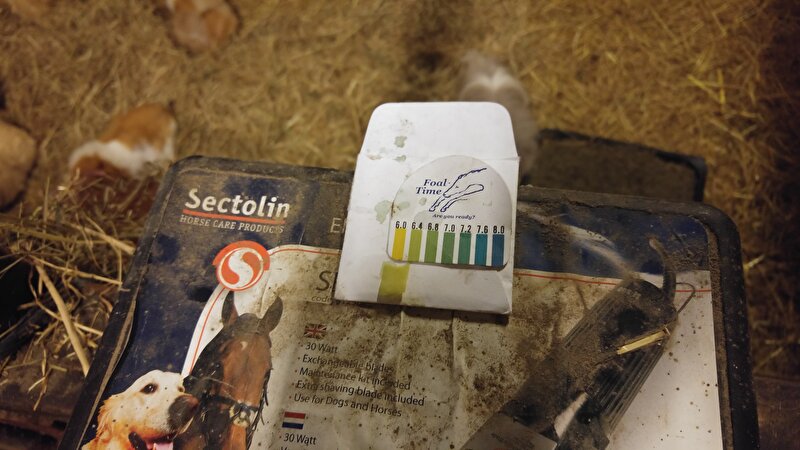 Foal-
Time
Are you ready?
6.0 6.4 6.8 7.0 7.2 7.6 8.0
Sectolin
HORSE CARE PRODUCTS
S
· 30 Watt
· Exchangeable blades
· Maintenance kit included
· Extra shaving blade included
· Use for Dogs and Horses
· 30 Watt